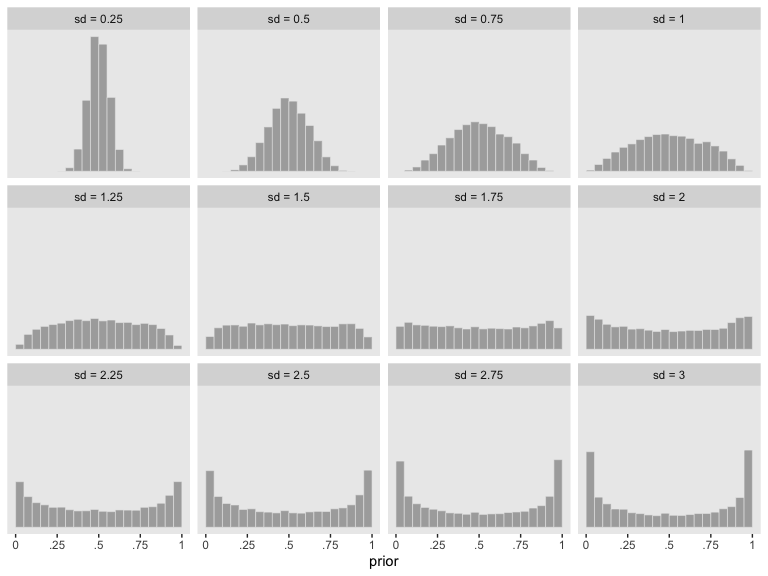 sd = 0.25
sd = 0.5
sd = 0.75
sd = 1
sd = 1.25
sd = 1.5
sd = 1.75
sd = 2
sd = 2.25
sd = 2.5
sd = 2.75
sd = 3
0 .25 .5 .75 1
0 .25 .5 .75 1
0 .25 .5 .75 1
0 .25 .5 .75 1
prior